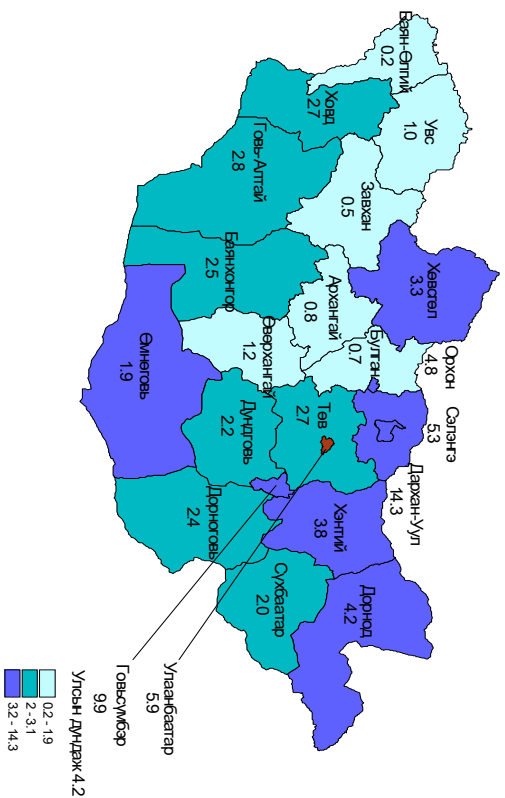 Баян-Өлгий
0.2
Увс
1.0
Ховд
2.7
Говь-Алтай
2.8
Завхан
0.5
Хөвсгөл
3.3
Баянхонгор
2.5
Архангай
0.8
Булган
0.7
Орхон
4.8
Өверхангай
1.2
Өмнөговь
1.9
Сэлэнгэ
5.3
Дархан-Уул
14.3
Төв
2.7
Дундговь
2.2
Дорноговь
2.4
Хэнтий
3.8
Дорнод
4.2
Сүхбаатар
2.0
Улаанбаатар
5.9
Говьсүмбэр
9.9
Улсын дундаж 4.2
0.2 - 1.9
2 - 3.1
3.2 - 14.3